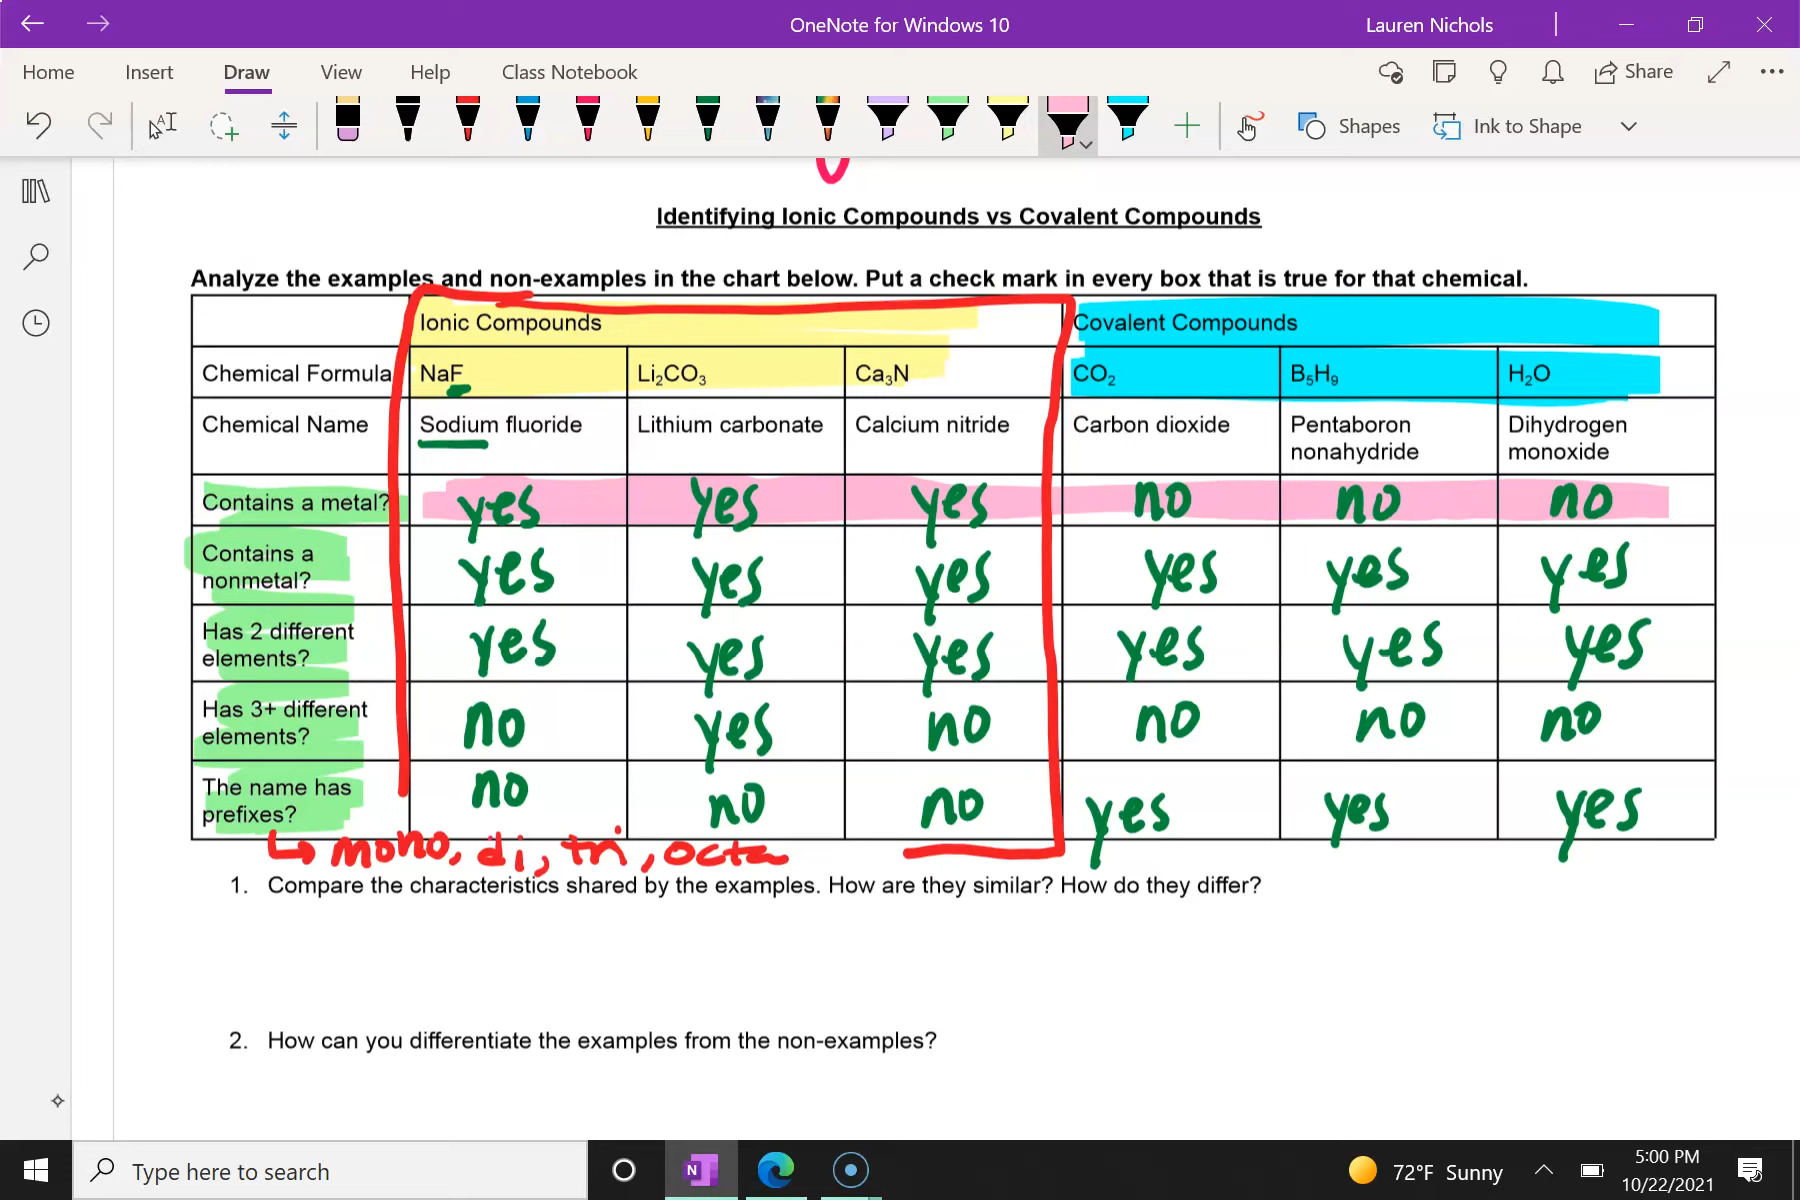 OneNote for Windows 10
Lauren Nichols
Home Insert Draw View Help Class Notebook Share
Shapes Ink to Shape
Identifying Ionic Compounds vs Covalent Compounds
Analyze the examples and non-examples in the chart below. Put a check mark in every box that is true for that chemical.
Ionic Compounds Covalent Compounds
Chemical Formula NaF Li₂CO₃ Ca₃N CO₂ B₅H₉ H₂O
Chemical Name Sodium fluoride Lithium carbonate Calcium nitride Carbon dioxide Pentaboron nonahydride Dihydrogen monoxide
Contains a metal? yes yes yes no no no
Contains a nonmetal? yes yes yes yes yes yes
Has 2 different elements? yes yes yes yes yes yes
Has 3+ different elements? no yes no no no no
The name has prefixes? no no no yes yes yes
mono, di, tri, octa
1. Compare the characteristics shared by the examples. How are they similar? How do they differ?
2. How can you differentiate the examples from the non-examples?
Type here to search
N
72°F Sunny
5:00 PM
10/22/2021